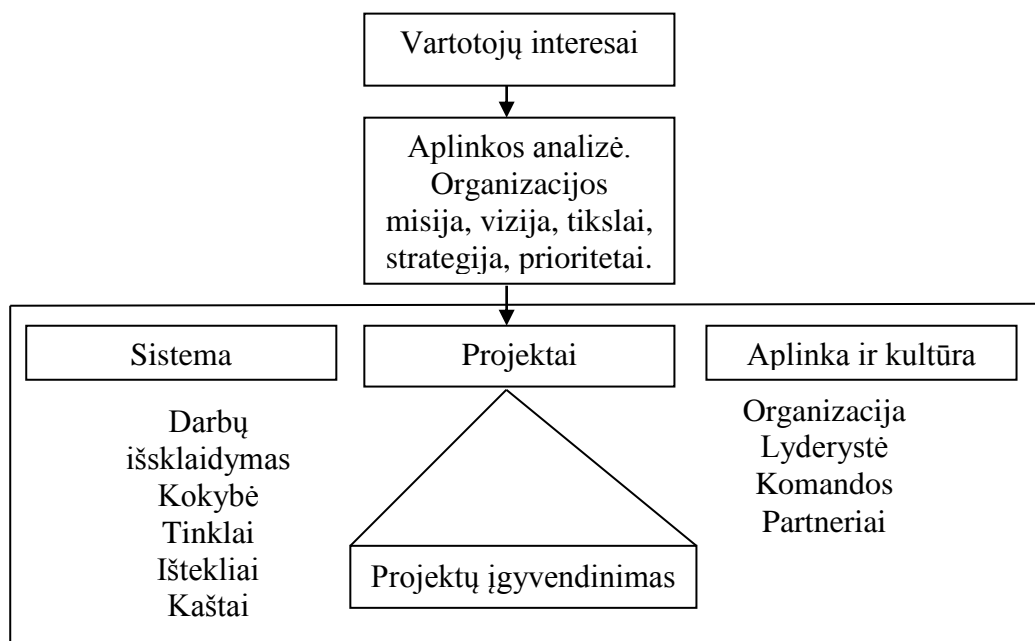 Vartotojų interesai
Aplinkos analizė.
Organizacijos
misija, vizija, tikslai,
strategija, prioritetai.
Sistema
Projektai
Aplinka ir kultūra
Darbų
išsklaidymas
Kokybė
Tinklai
Ištekliai
Kaštai
Organizacija
Lyderystė
Komandos
Partneriai
Projektų įgyvendinimas